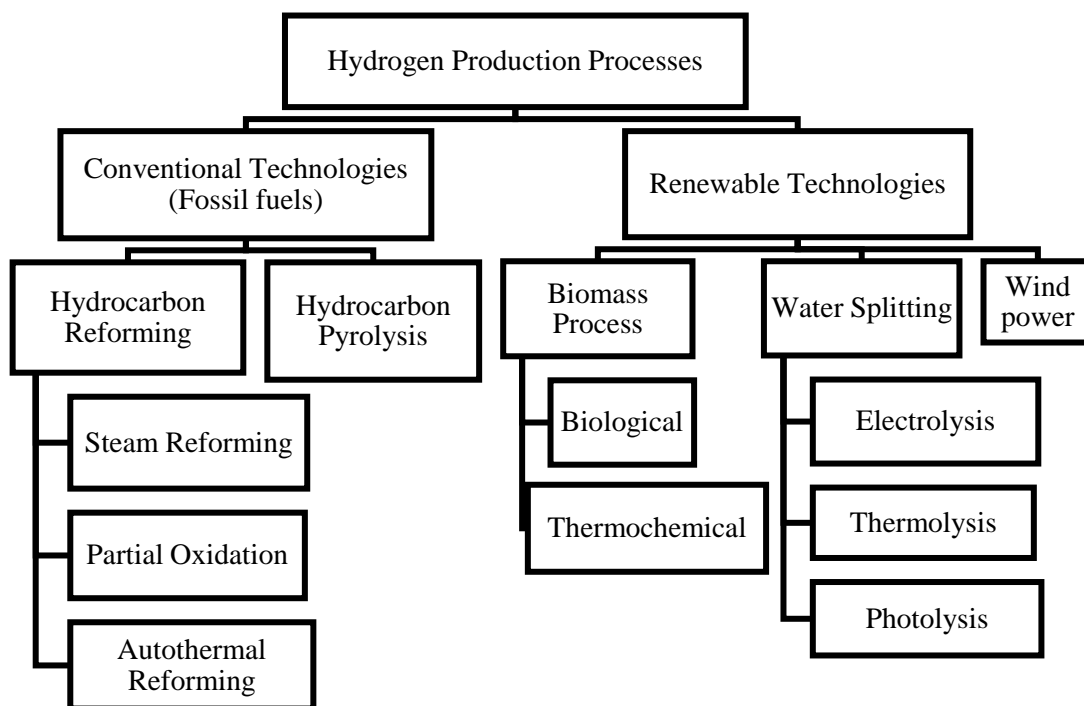 Hydrogen Production Processes
Conventional Technologies
(Fossil fuels)
Renewable Technologies
Hydrocarbon
Reforming
Hydrocarbon
Pyrolysis
Biomass
Process
Water Splitting
Wind
power
Steam Reforming
Partial Oxidation
Autothermal
Reforming
Biological
Thermochemical
Electrolysis
Thermolysis
Photolysis